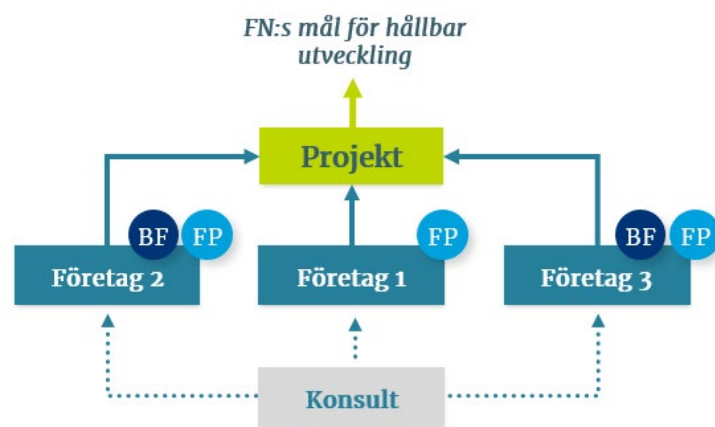 FN:s mål för hållbar
utveckling
Projekt
BF FP
Företag 2
FP
Företag 1
BF FP
Företag 3
Konsult